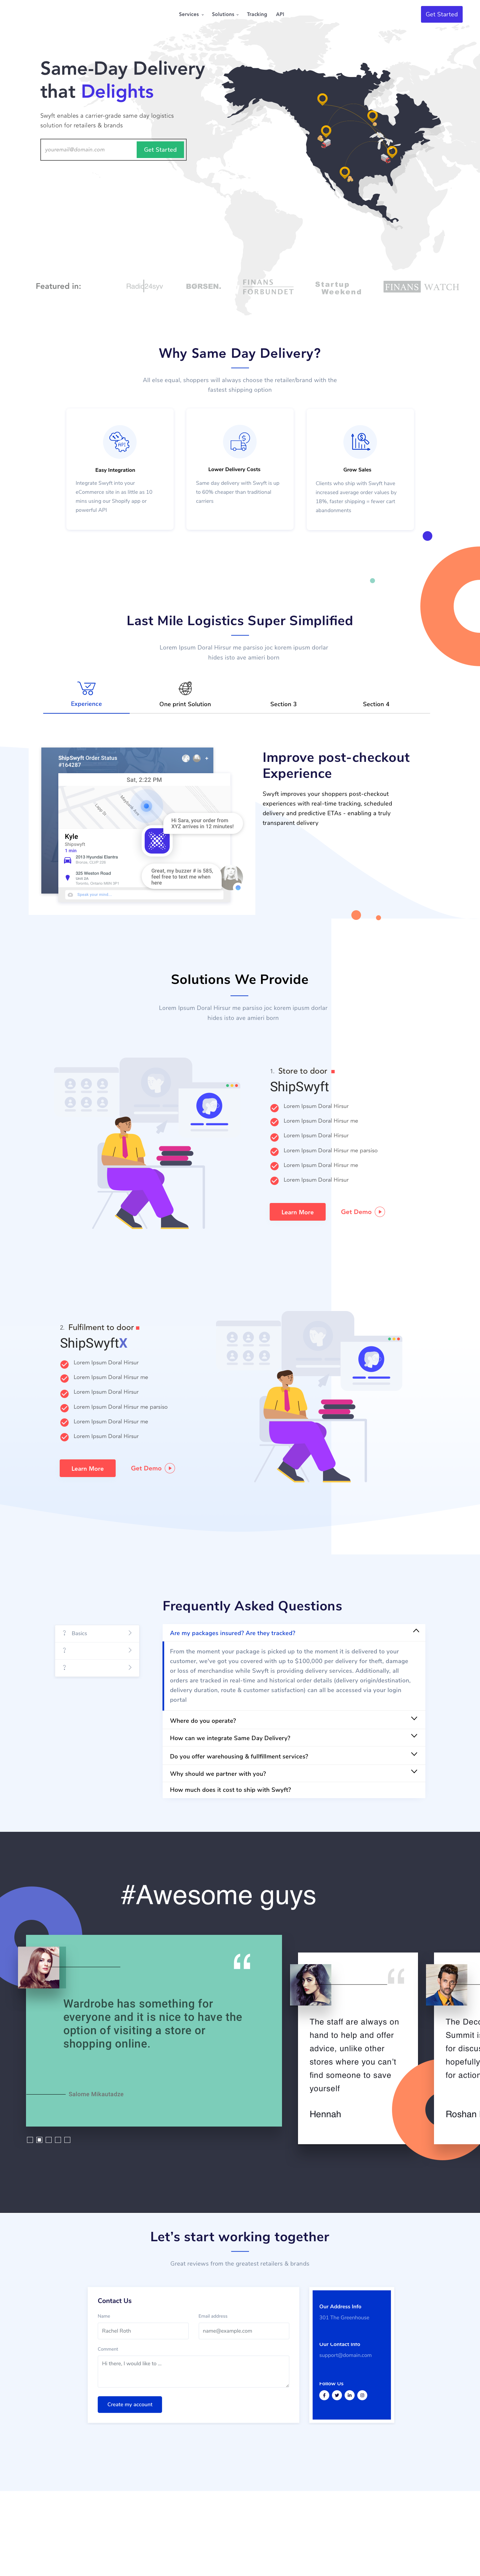 Services
Solutions
Tracking
API
Get Started
Same-Day Delivery
that Delights
Swyft enables a carrier-grade same day logistics
solution for retailers & brands
youremail@domain.com
Get Started
Featured in:
Radio24syv
BØRSEN.
FINANS
FORBUNDET
Startup
Weekend
FINANS WATCH
Why Same Day Delivery?
All else equal, shoppers will always choose the retailer/brand with the
fastest shipping option
API
Easy Integration
Integrate Swyft into your
eCommerce site in as little as 10
mins using our Shopify app or
powerful API
Lower Delivery Costs
Same day delivery with Swyft is up
to 60% cheaper than traditional
carriers
Grow Sales
Clients who ship with Swyft have
increased average order values by
18%, faster shipping = fewer cart
abandonments
Last Mile Logistics Super Simplified
Lorem Ipsum Doral Hirsur me parsiso joc korem ipusm dorlar
hides isto ave amieri born
Experience
One print Solution
Section 3
Section 4
ShipSwyft Order Status
#164287
Sat, 2:22 PM
Hi Sara, your order from
XYZ arrives in 12 minutes!
Kyle
Shipswyft
1 min
2013 Hyundai Elantra
325 Weston Road
Great, my buzzer # is 585,
feel free to text me when
here
Improve post-checkout
Experience
Swyft improves your shoppers post-checkout
experiences with real-time tracking, scheduled
delivery and predictive ETAs - enabling a truly
transparent delivery
Solutions We Provide
Lorem Ipsum Doral Hirsur me parsiso joc korem ipusm dorlar
hides isto ave amieri born
1. Store to door
ShipSwyft
Lorem Ipsum Doral Hirsur
Lorem Ipsum Doral Hirsur me
Lorem Ipsum Doral Hirsur
Lorem Ipsum Doral Hirsur me parsiso
Lorem Ipsum Doral Hirsur me
Lorem Ipsum Doral Hirsur
Learn More
Get Demo
2. Fulfilment to door
ShipSwyftX
Lorem Ipsum Doral Hirsur
Lorem Ipsum Doral Hirsur me
Lorem Ipsum Doral Hirsur
Lorem Ipsum Doral Hirsur me parsiso
Lorem Ipsum Doral Hirsur me
Lorem Ipsum Doral Hirsur
Learn More
Get Demo
Frequently Asked Questions
Basics
Are my packages insured? Are they tracked?
From the moment your package is picked up to the moment it is delivered to your
customer, we've got you covered with up to $100,000 per delivery for theft, damage
or loss of merchandise while Swyft is providing delivery services. Additionally, all
orders are tracked in real-time and historical order details (delivery origin/destination,
delivery duration, route & customer satisfaction) can all be accessed via your login
portal
Where do you operate?
How can we integrate Same Day Delivery?
Do you offer warehousing & fullfillment services?
Why should we partner with you?
How much does it cost to ship with Swyft?
#Awesome guys
Wardrobe has something for
everyone and it is nice to have the
option of visiting a store or
shopping online.
Salome Mikautadze
The staff are always on
hand to help and offer
advice, unlike other
stores where you can't
find someone to save
yourself
Hennah
The Deco
Summit i
for discus
hopefully
for action
Roshan
Let's start working together
Great reviews from the greatest retailers & brands
Contact Us
Name
Email address
Rachel Roth
name@example.com
Comment
Hi there, I would like to ...
Create my account
Our Address Info
301 The Greenhouse
Our Contact Info
support@domain.com
Follow Us